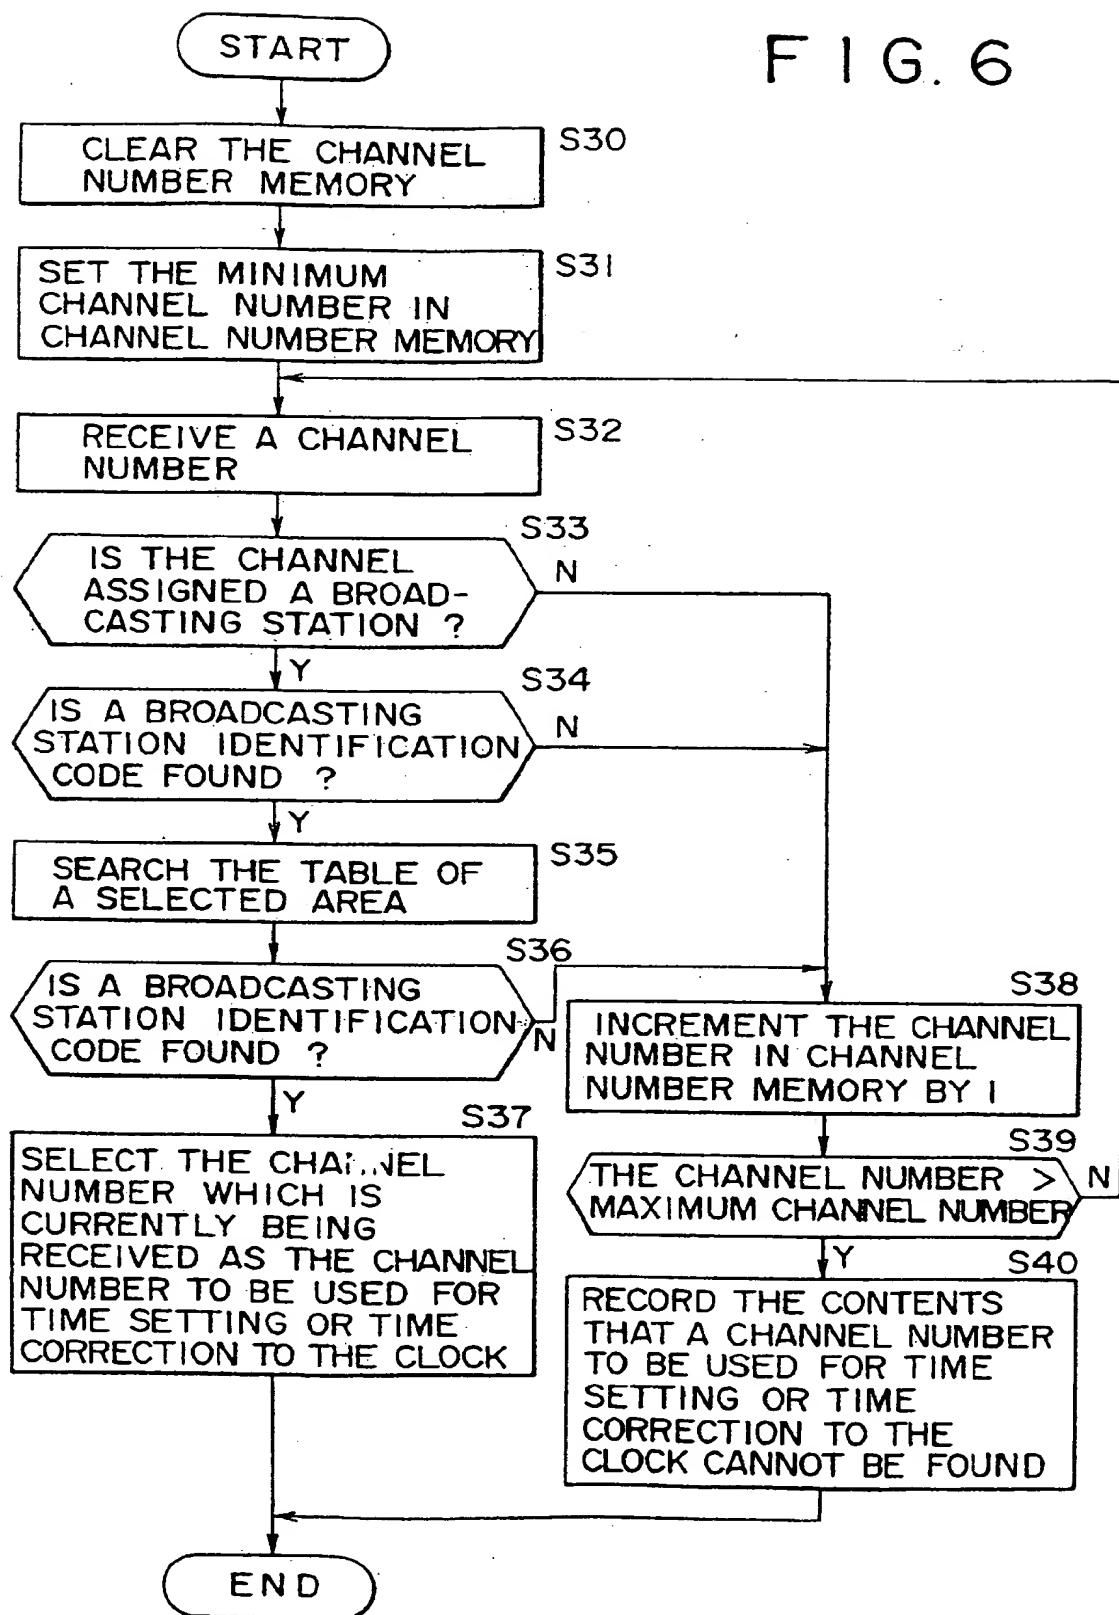 START
FIG. 6
S30
CLEAR THE CHANNEL
NUMBER MEMORY
S31
SET THE MINIMUM
CHANNEL NUMBER IN
CHANNEL NUMBER MEMORY
S32
RECEIVE A CHANNEL
NUMBER
S33
IS THE CHANNEL
ASSIGNED A BROAD-
CASTING STATION ?
N
Y
S34
IS A BROADCASTING
STATION IDENTIFICATION
CODE FOUND ?
N
Y
S35
SEARCH THE TABLE OF
A SELECTED AREA
S36
IS A BROADCASTING
STATION IDENTIFICATION
CODE FOUND ?
N
Y
S37
SELECT THE CHANNEL
NUMBER WHICH IS
CURRENTLY BEING
RECEIVED AS THE CHANNEL
NUMBER TO BE USED FOR
TIME SETTING OR TIME
CORRECTION TO THE CLOCK
S38
INCREMENT THE CHANNEL
NUMBER IN CHANNEL
NUMBER MEMORY BY 1
S39
THE CHANNEL NUMBER >
MAXIMUM CHANNEL NUMBER
N
Y
S40
RECORD THE CONTENTS
THAT A CHANNEL NUMBER
TO BE USED FOR TIME
SETTING OR TIME
CORRECTION TO THE
CLOCK CANNOT BE FOUND
END